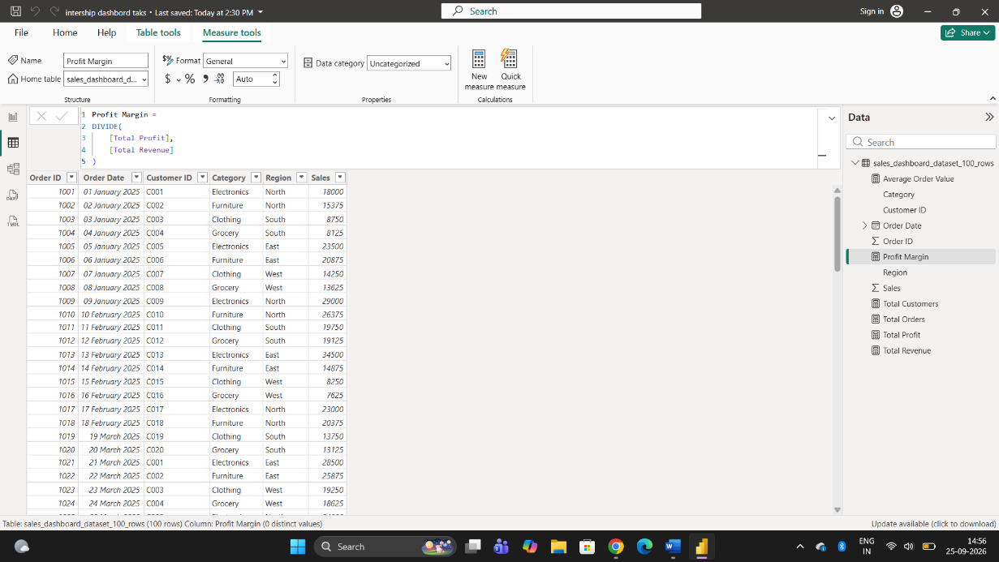 intership dashbord taks • Last saved: Today at 2:30 PM
Search
Sign in
File Home Help Table tools Measure tools
Share
Name Profit Margin
Home table sales_dashboard_d...
Structure
Format General
$ % , Auto
Formatting
Data category Uncategorized
Properties
New measure
Quick measure
Calculations
1 Profit Margin =
2 DIVIDE(
3 [Total Profit],
4 [Total Revenue]
5 )
Order ID Order Date Customer ID Category Region Sales
1001 01 January 2025 C001 Electronics North 18000
1002 02 January 2025 C002 Furniture North 15375
1003 03 January 2025 C003 Clothing South 8750
1004 04 January 2025 C004 Grocery South 8125
1005 05 January 2025 C005 Electronics East 23500
1006 06 January 2025 C006 Furniture East 20875
1007 07 January 2025 C007 Clothing West 14250
1008 08 January 2025 C008 Grocery West 13625
1009 09 January 2025 C009 Electronics North 29000
1010 10 February 2025 C010 Furniture North 26375
1011 11 February 2025 C011 Clothing South 19750
1012 12 February 2025 C012 Grocery South 19125
1013 13 February 2025 C013 Electronics East 34500
1014 14 February 2025 C014 Furniture East 14875
1015 15 February 2025 C015 Clothing West 8250
1016 16 February 2025 C016 Grocery West 7625
1017 17 February 2025 C017 Electronics North 23000
1018 18 February 2025 C018 Furniture North 20375
1019 19 March 2025 C019 Clothing South 13750
1020 20 March 2025 C020 Grocery South 13125
1021 21 March 2025 C001 Electronics East 28500
1022 22 March 2025 C002 Furniture East 25875
1023 23 March 2025 C003 Clothing West 19250
1024 24 March 2025 C004 Grocery West 18625
Data
Search
sales_dashboard_dataset_100_rows
Average Order Value
Category
Customer ID
Order Date
Order ID
Profit Margin
Region
Sales
Total Customers
Total Orders
Total Profit
Total Revenue
Table: sales_dashboard_dataset_100_rows (100 rows) Column: Profit Margin (0 distinct values)
Update available (click to download)
Search
ENG
IN
14:56
25-09-2026